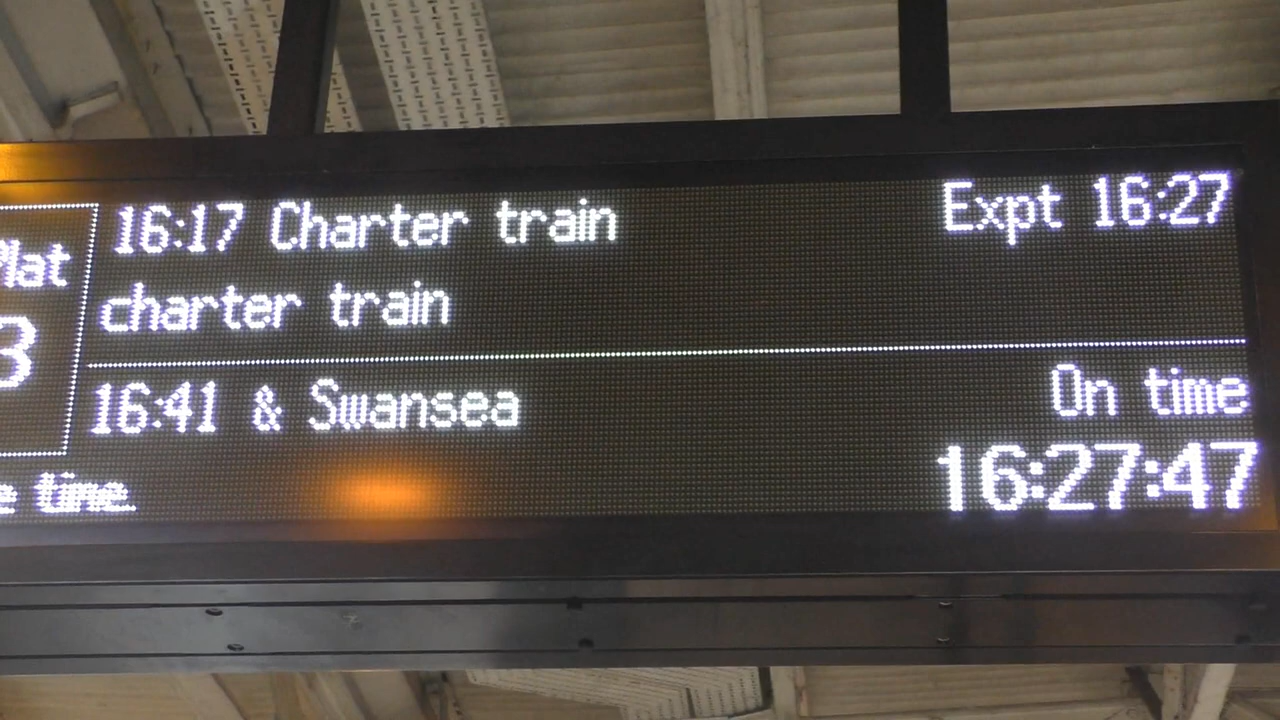 Plat
3
16:17 Charter train Expt 16:27
charter train
16:41 & Swansea On time
time. 16:27:47